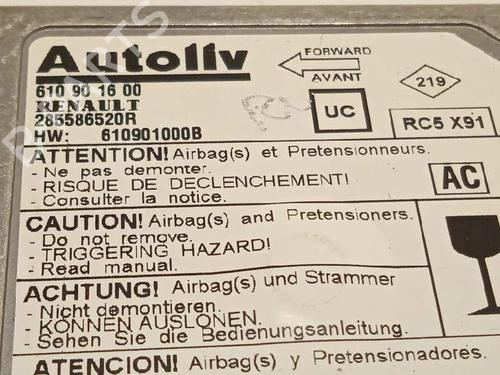 Autoliv
FORWARD
AVANT
219
610 90 16 00
RENAULT
285586520R
HW: 610901000B
UC
RC5 X91
ATTENTION! Airbag(s) et Pretensionneurs.
- Ne pas demonter.
- RISQUE DE DECLENCHEMENT!
- Consulter la notice.
AC
CAUTION! Airbag(s) and Pretensioners.
- Do not remove.
- TRIGGERING HAZARD!
- Read manual.
ACHTUNG! Airbag(s) und Strammer
- Nicht demontieren.
- KÖNNEN AUSLÖNEN.
- Sehen Sie die Bedienungsanleitung.
ATENCION! Airbag(s) y Pretensionadores.